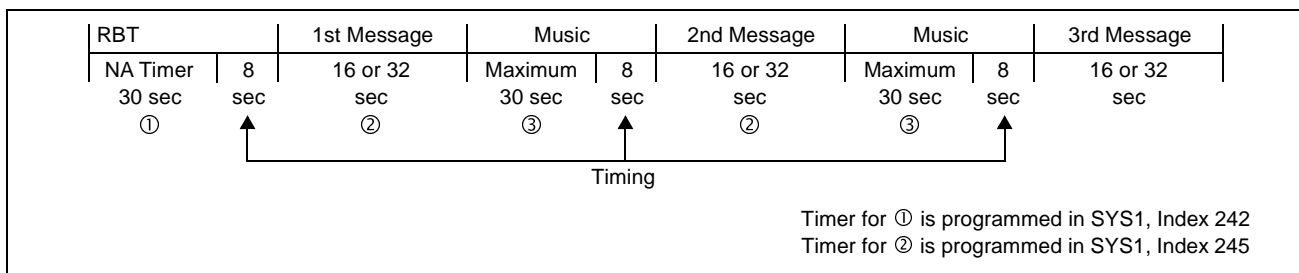 RBT 1st Message Music 2nd Message Music 3rd Message
NA Timer 8 16 or 32 Maximum 8 16 or 32 Maximum 8 16 or 32
30 sec sec sec 30 sec sec sec 30 sec sec sec
① ② ③ ② ③
Timing
Timer for ① is programmed in SYS1, Index 242
Timer for ② is programmed in SYS1, Index 245